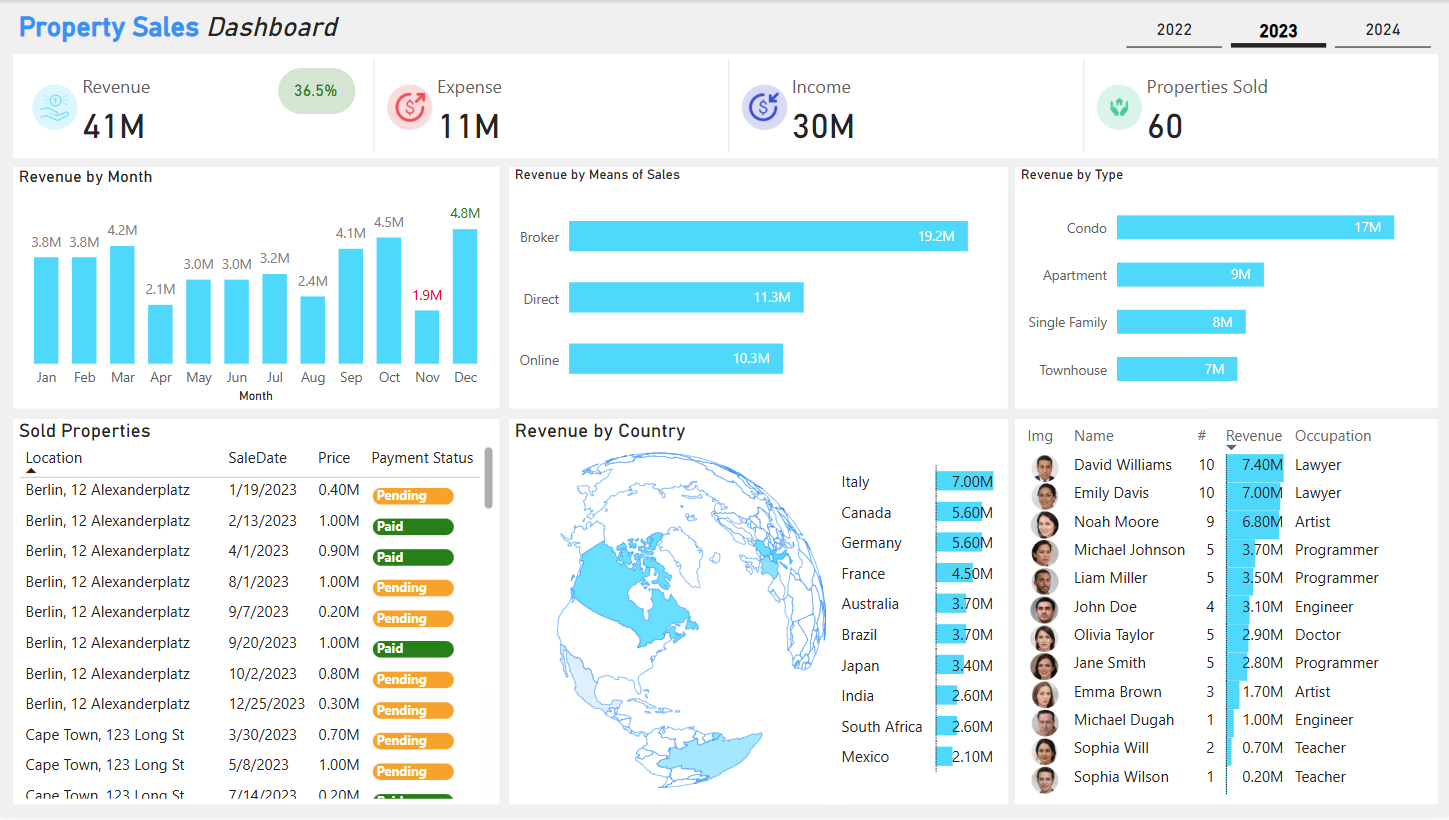 Property Sales Dashboard
2022 2023 2024
Revenue 36.5% Expense Income Properties Sold
41M 11M 30M 60
Revenue by Month
3.8M 3.8M 4.2M 2.1M 3.0M 3.0M 3.2M 2.4M 4.1M 4.5M 1.9M 4.8M
Jan Feb Mar Apr May Jun Jul Aug Sep Oct Nov Dec
Month
Revenue by Means of Sales
Broker 19.2M
Direct 11.3M
Online 10.3M
Revenue by Type
Condo 17M
Apartment 9M
Single Family 8M
Townhouse 7M
Sold Properties
Location SaleDate Price Payment Status
Berlin, 12 Alexanderplatz 1/19/2023 0.40M Pending
Berlin, 12 Alexanderplatz 2/13/2023 1.00M Paid
Berlin, 12 Alexanderplatz 4/1/2023 0.90M Paid
Berlin, 12 Alexanderplatz 8/1/2023 1.00M Pending
Berlin, 12 Alexanderplatz 9/7/2023 0.20M Pending
Berlin, 12 Alexanderplatz 9/20/2023 1.00M Paid
Berlin, 12 Alexanderplatz 10/2/2023 0.80M Pending
Berlin, 12 Alexanderplatz 12/25/2023 0.30M Pending
Cape Town, 123 Long St 3/30/2023 0.70M Pending
Cape Town, 123 Long St 5/8/2023 1.00M Pending
Cape Town, 123 Long St 7/14/2023 0.20M
Revenue by Country
Italy 7.00M
Canada 5.60M
Germany 5.60M
France 4.50M
Australia 3.70M
Brazil 3.70M
Japan 3.40M
India 2.60M
South Africa 2.60M
Mexico 2.10M
Img Name # Revenue Occupation
David Williams 10 7.40M Lawyer
Emily Davis 10 7.00M Lawyer
Noah Moore 9 6.80M Artist
Michael Johnson 5 3.70M Programmer
Liam Miller 5 3.50M Programmer
John Doe 4 3.10M Engineer
Olivia Taylor 5 2.90M Doctor
Jane Smith 5 2.80M Programmer
Emma Brown 3 1.70M Artist
Michael Dugah 1 1.00M Engineer
Sophia Will 2 0.70M Teacher
Sophia Wilson 1 0.20M Teacher